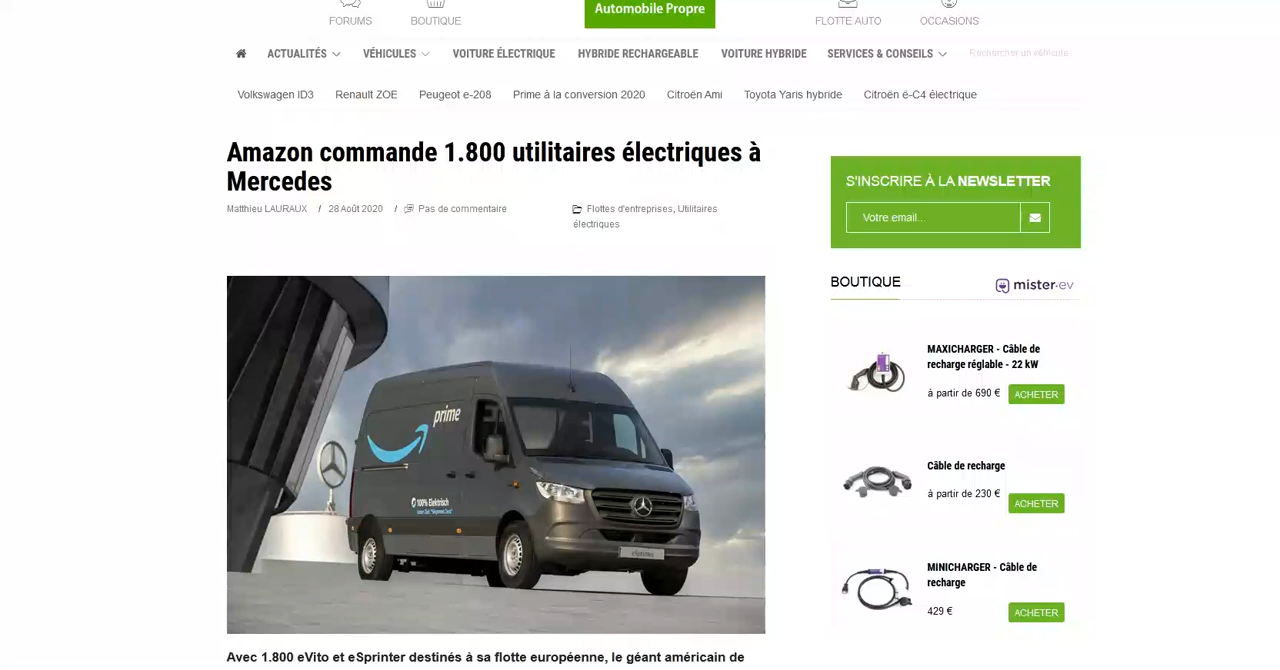 FORUMS
BOUTIQUE
Automobile Propre
FLOTTE AUTO
OCCASIONS
ACTUALITÉS
VÉHICULES
VOITURE ÉLECTRIQUE
HYBRIDE RECHARGEABLE
VOITURE HYBRIDE
SERVICES & CONSEILS
Rechercher un véhicule
Volkswagen ID3
Renault ZOE
Peugeot e-208
Prime à la conversion 2020
Citroën Ami
Toyota Yaris hybride
Citroën ë-C4 électrique
Amazon commande 1.800 utilitaires électriques à
Mercedes
Matthieu LAURAUX / 28 Août 2020 / Pas de commentaire
Flottes d'entreprises, Utilitaires
électriques
prime
100% Elektrisch
eSprinter
Avec 1.800 eVito et eSprinter destinés à sa flotte européenne, le géant américain de
S'INSCRIRE À LA NEWSLETTER
Votre email...
BOUTIQUE
mister-ev
MAXICHARGER - Câble de
recharge réglable - 22 kW
à partir de 690 €
ACHETER
Câble de recharge
à partir de 230 €
ACHETER
MINICHARGER - Câble de
recharge
429 €
ACHETER